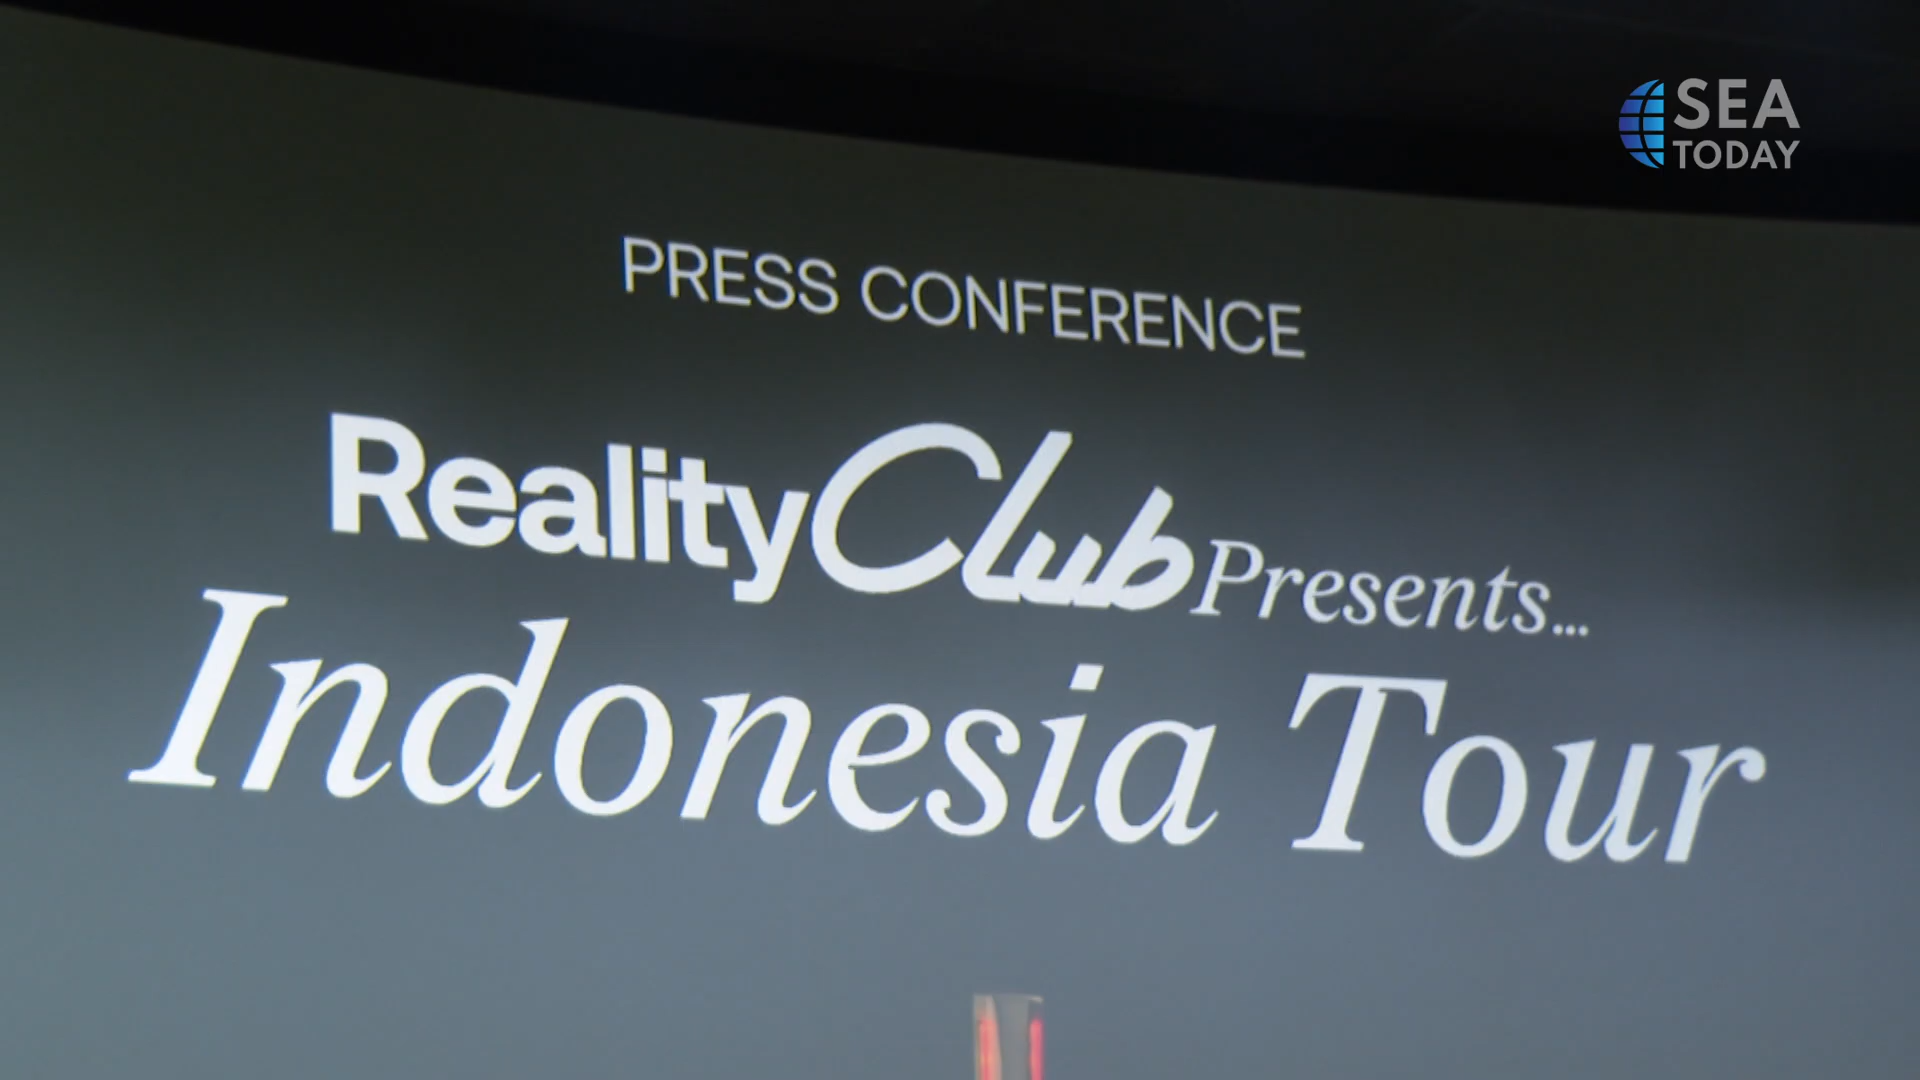 SEA
TODAY
PRESS CONFERENCE
RealityClub Presents...
Indonesia Tour